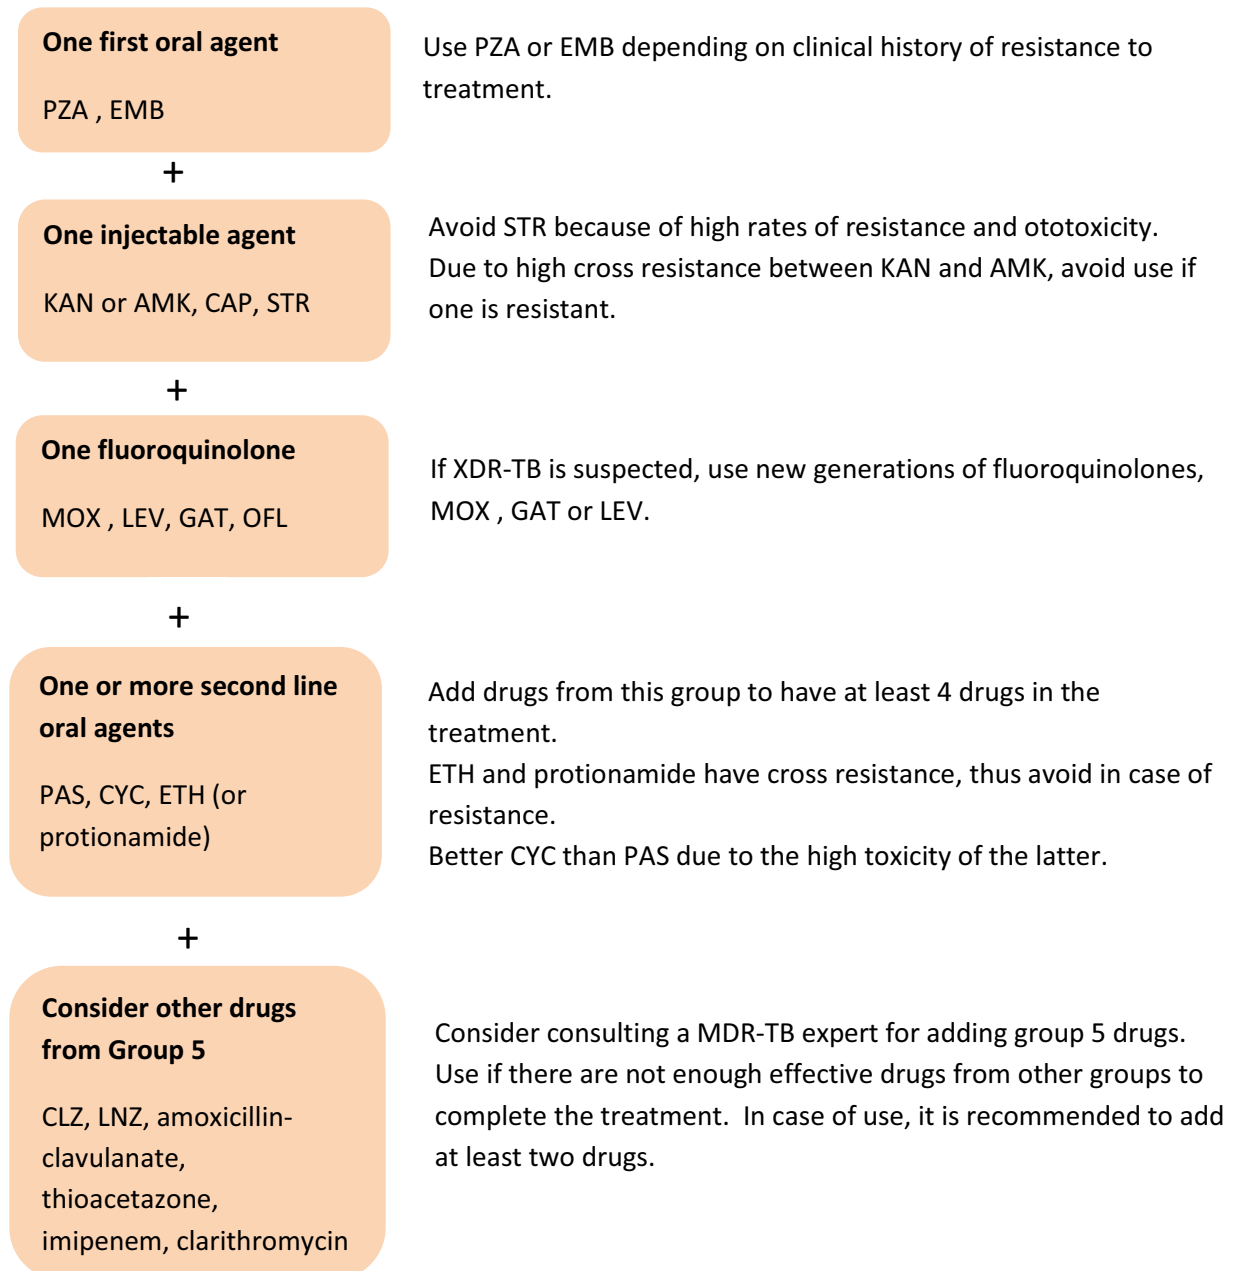 One first oral agent
PZA , EMB
Use PZA or EMB depending on clinical history of resistance to
treatment.
+
One injectable agent
KAN or AMK, CAP, STR
Avoid STR because of high rates of resistance and ototoxicity.
Due to high cross resistance between KAN and AMK, avoid use if
one is resistant.
+
One fluoroquinolone
MOX , LEV, GAT, OFL
If XDR-TB is suspected, use new generations of fluoroquinolones,
MOX , GAT or LEV.
+
One or more second line
oral agents
PAS, CYC, ETH (or
protionamide)
Add drugs from this group to have at least 4 drugs in the
treatment.
ETH and protionamide have cross resistance, thus avoid in case of
resistance.
Better CYC than PAS due to the high toxicity of the latter.
+
Consider other drugs
from Group 5
CLZ, LNZ, amoxicillin-
clavulanate,
thioacetazone,
imipenem, clarithromycin
Consider consulting a MDR-TB expert for adding group 5 drugs.
Use if there are not enough effective drugs from other groups to
complete the treatment.  In case of use, it is recommended to add
at least two drugs.